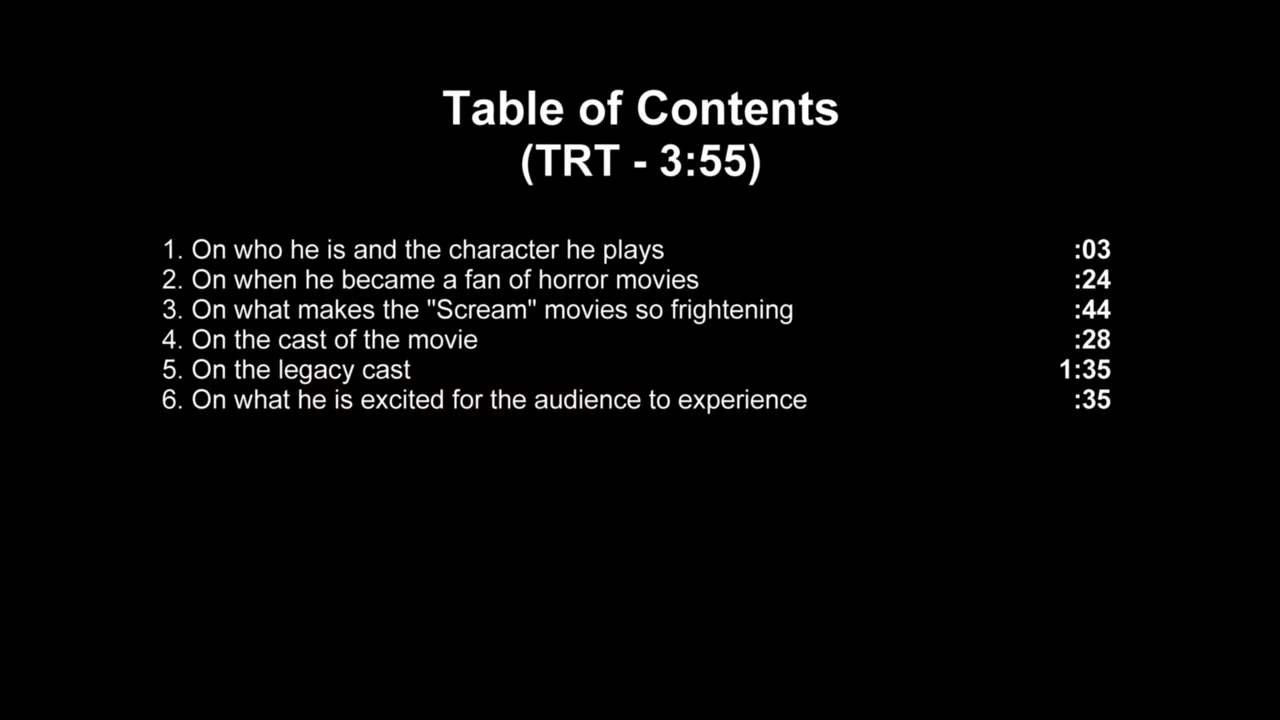 Table of Contents
(TRT - 3:55)
1. On who he is and the character he plays :03
2. On when he became a fan of horror movies :24
3. On what makes the "Scream" movies so frightening :44
4. On the cast of the movie :28
5. On the legacy cast 1:35
6. On what he is excited for the audience to experience :35